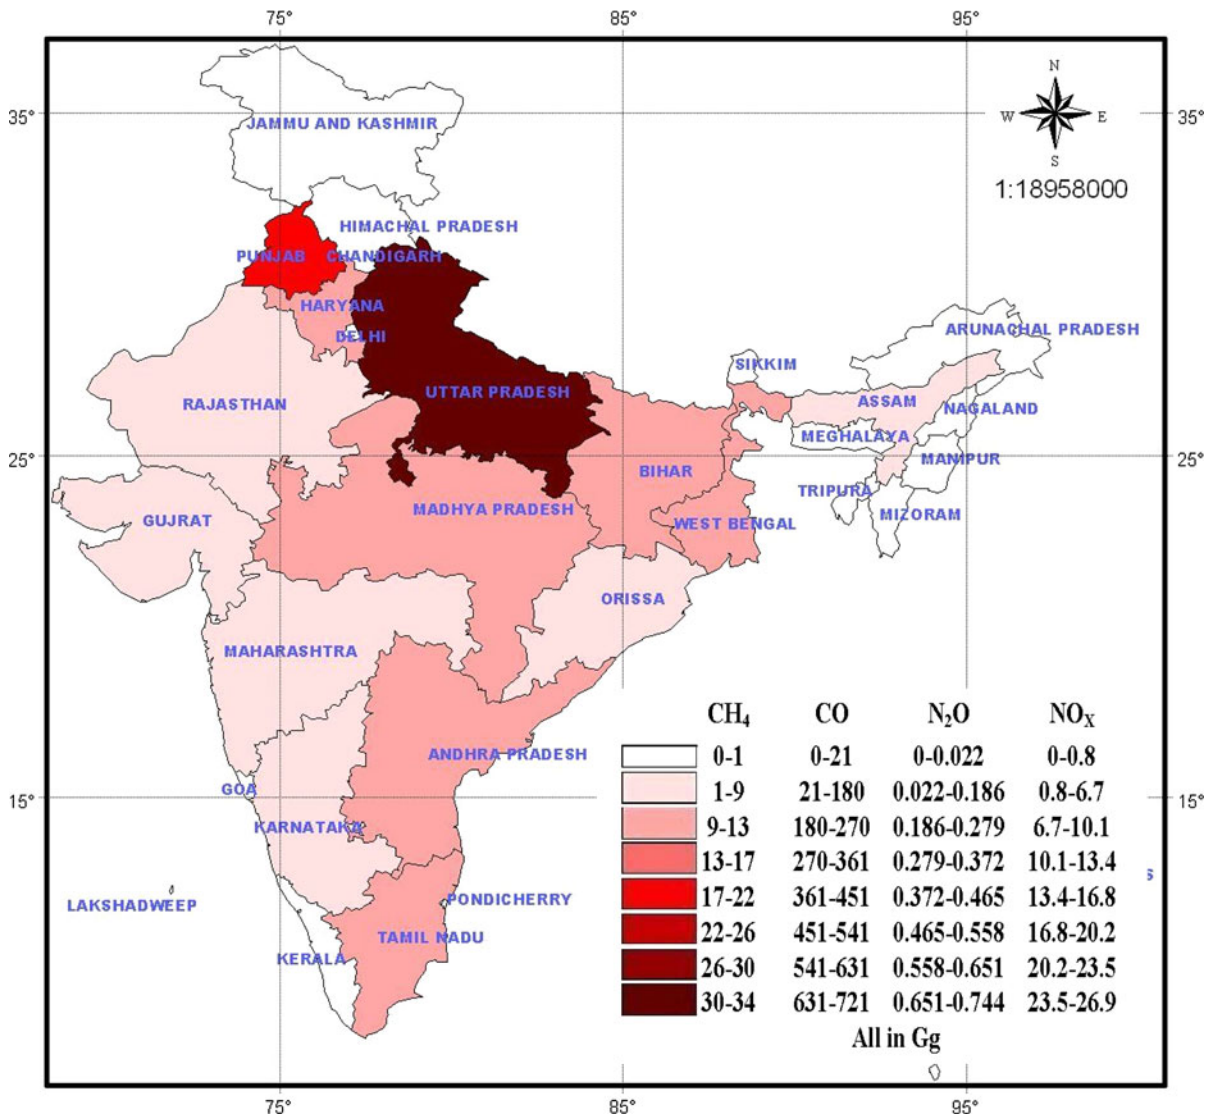 75° 85° 95°
35° 35°
N
W E
S
1:18958000
JAMMU AND KASHMIR
HIMACHAL PRADESH
PUNJAB CHANDIGARH
HARYANA
DELHI
ARUNACHAL PRADESH
SIKKIM
UTTAR PRADESH
RAJASTHAN
ASSAM
NAGALAND
MEGHALAYA
25° 25°
MANIPUR
BIHAR
TRIPURA
MADHYA PRADESH
MIZORAM
GUJRAT
WEST BENGAL
ORISSA
MAHARASHTRA
ANDHRA PRADESH
GOA
15° 15°
KARNATAKA
PONDICHERRY
LAKSHADWEEP
TAMIL NADU
KERALA
S
CH4 CO N2O NOX
0-1 0-21 0-0.022 0-0.8
1-9 21-180 0.022-0.186 0.8-6.7
9-13 180-270 0.186-0.279 6.7-10.1
13-17 270-361 0.279-0.372 10.1-13.4
17-22 361-451 0.372-0.465 13.4-16.8
22-26 451-541 0.465-0.558 16.8-20.2
26-30 541-631 0.558-0.651 20.2-23.5
30-34 631-721 0.651-0.744 23.5-26.9
All in Gg
75° 85° 95°